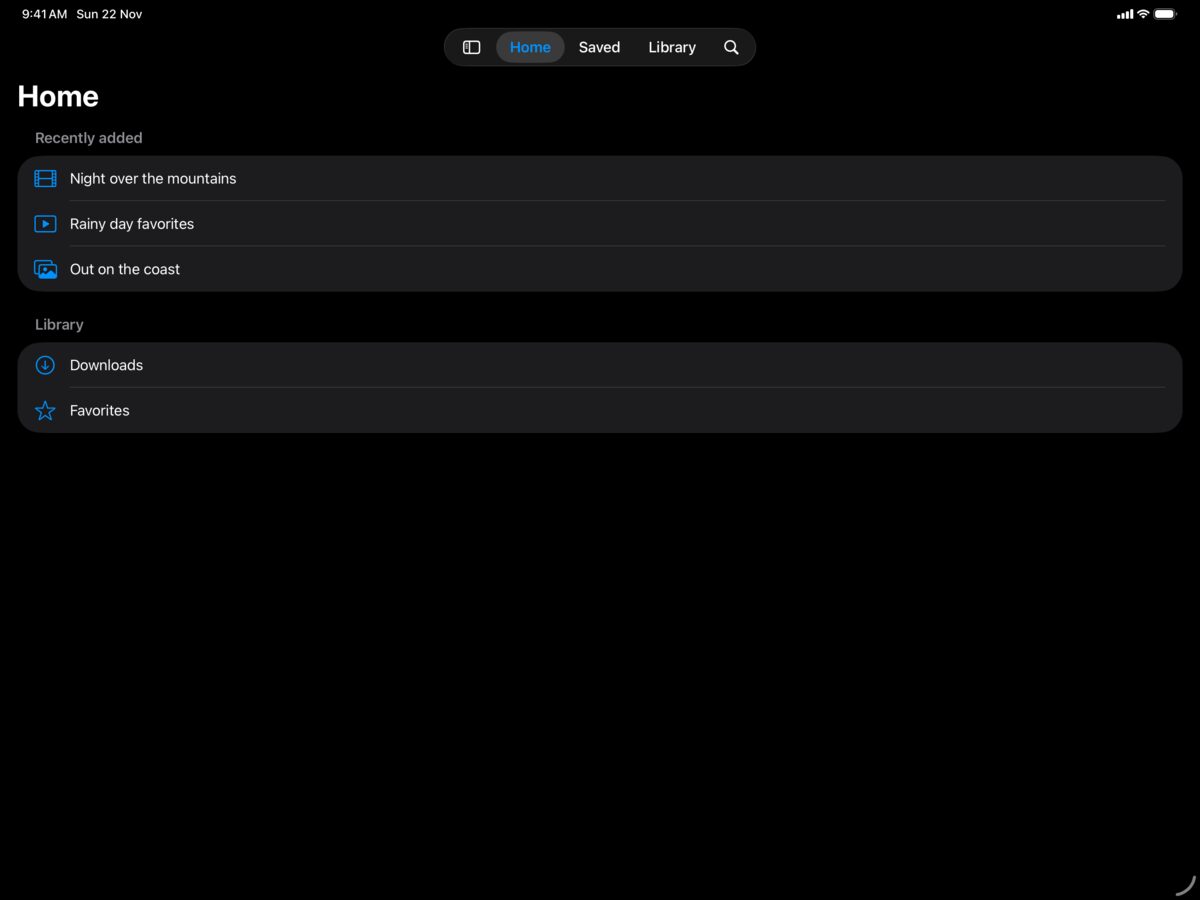 9:41 AM Sun 22 Nov
Home Saved Library
Home
Recently added
Night over the mountains
Rainy day favorites
Out on the coast
Library
Downloads
Favorites